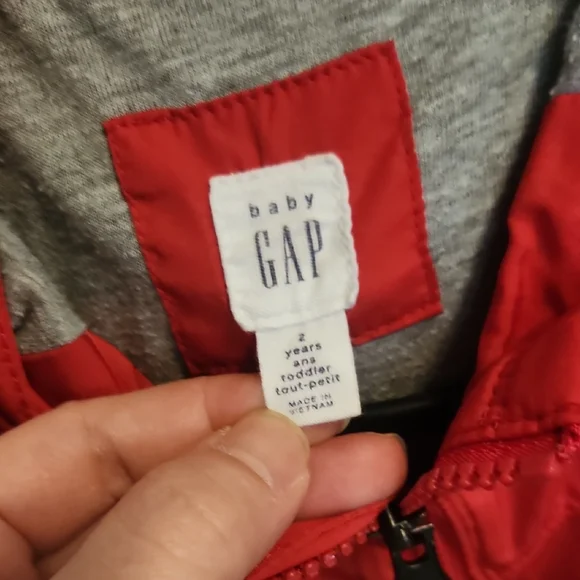 baby
GAP
2
years
ans
toddler
tout-petit
MADE IN
VIETNAM